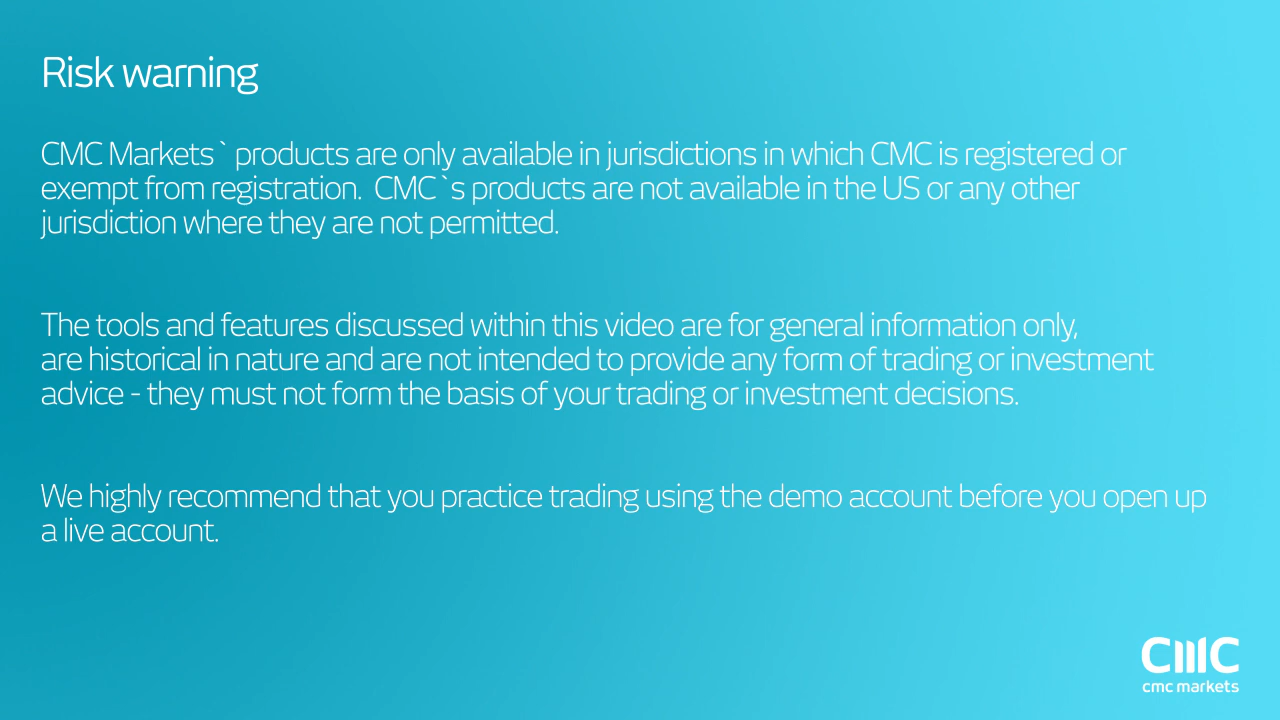 Risk warning
CMC Markets` products are only available in jurisdictions in which CMC is registered or
exempt from registration.  CMC`s products are not available in the US or any other
jurisdiction where they are not permitted.
The tools and features discussed within this video are for general information only,
are historical in nature and are not intended to provide any form of trading or investment
advice - they must not form the basis of your trading or investment decisions.
We highly recommend that you practice trading using the demo account before you open up
a live account.
CMC
cmc markets